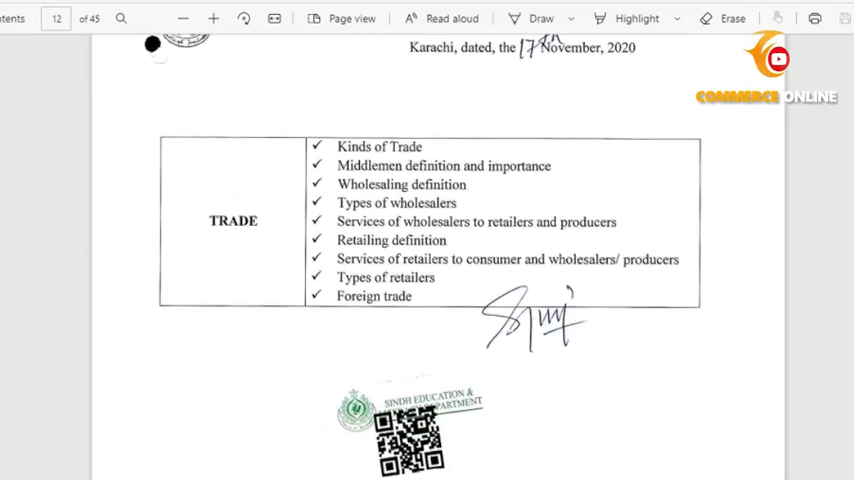 ntents
12
of 45
Page view
Read aloud
Draw
Highlight
Erase
Karachi, dated, the 17th November, 2020
COMMERCE ONLINE
TRADE
✓ Kinds of Trade
✓ Middlemen definition and importance
✓ Wholesaling definition
✓ Types of wholesalers
✓ Services of wholesalers to retailers and producers
✓ Retailing definition
✓ Services of retailers to consumer and wholesalers/ producers
✓ Types of retailers
✓ Foreign trade
SINDH EDUCATION &
DEPARTMENT